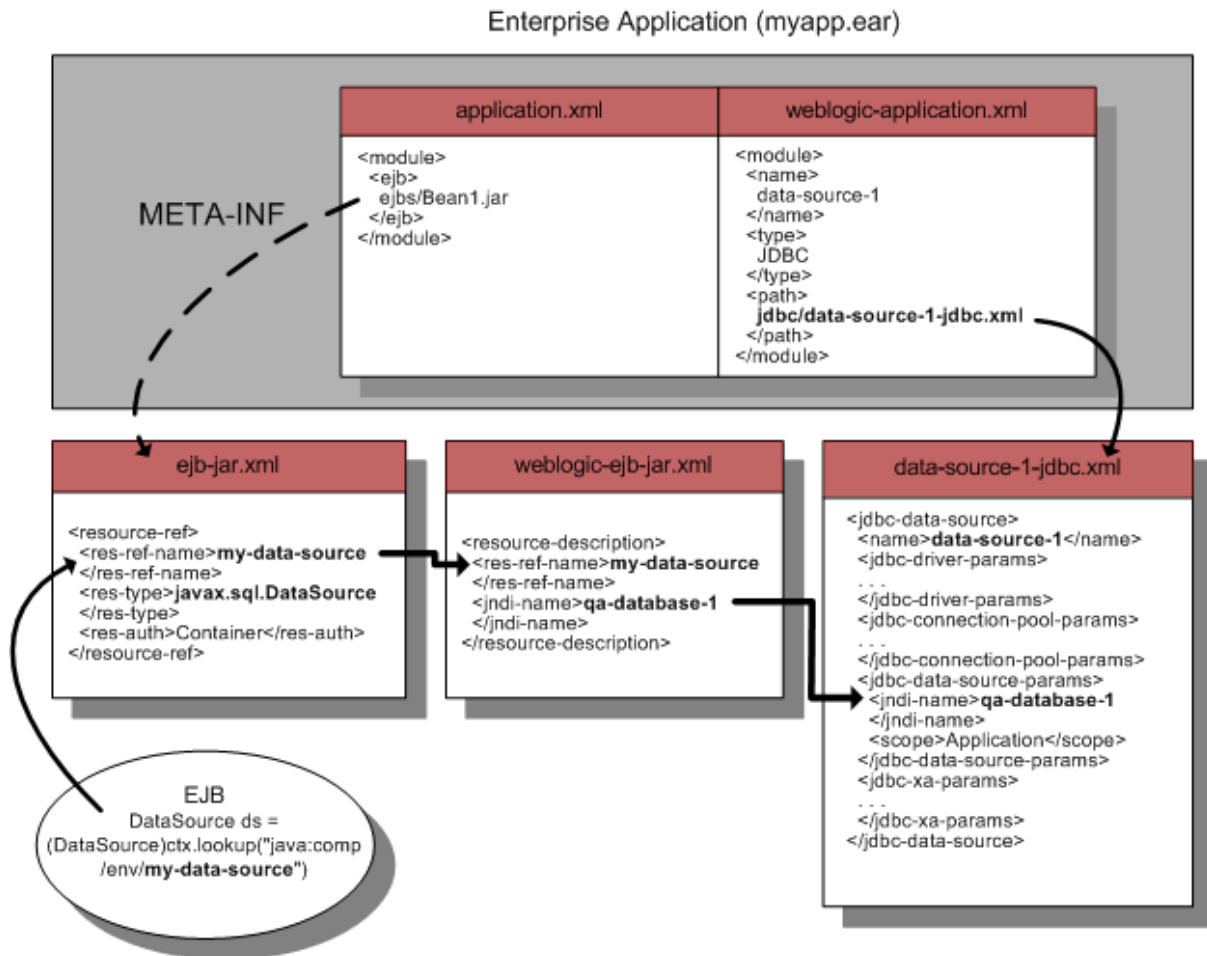 Enterprise Application (myapp.ear)
META-INF
application.xml
<module>
<ejb>
ejbs/Bean1.jar
</ejb>
</module>
weblogic-application.xml
<module>
<name>
data-source-1
</name>
<type>
JDBC
</type>
<path>
jdbc/data-source-1-jdbc.xml
</path>
</module>
ejb-jar.xml
<resource-ref>
<res-ref-name>my-data-source
</res-ref-name>
<res-type>javax.sql.DataSource
</res-type>
<res-auth>Container</res-auth>
</resource-ref>
weblogic-ejb-jar.xml
<resource-description>
<res-ref-name>my-data-source
</res-ref-name>
<jndi-name>qa-database-1
</jndi-name>
</resource-description>
data-source-1-jdbc.xml
<jdbc-data-source>
<name>data-source-1</name>
<jdbc-driver-params>
. . .
</jdbc-driver-params>
<jdbc-connection-pool-params>
. . .
</jdbc-connection-pool-params>
<jdbc-data-source-params>
<jndi-name>qa-database-1
</jndi-name>
<scope>Application</scope>
</jdbc-data-source-params>
<jdbc-xa-params>
. . .
</jdbc-xa-params>
</jdbc-data-source>
EJB
DataSource ds =
(DataSource)ctx.lookup("java:comp
/env/my-data-source")